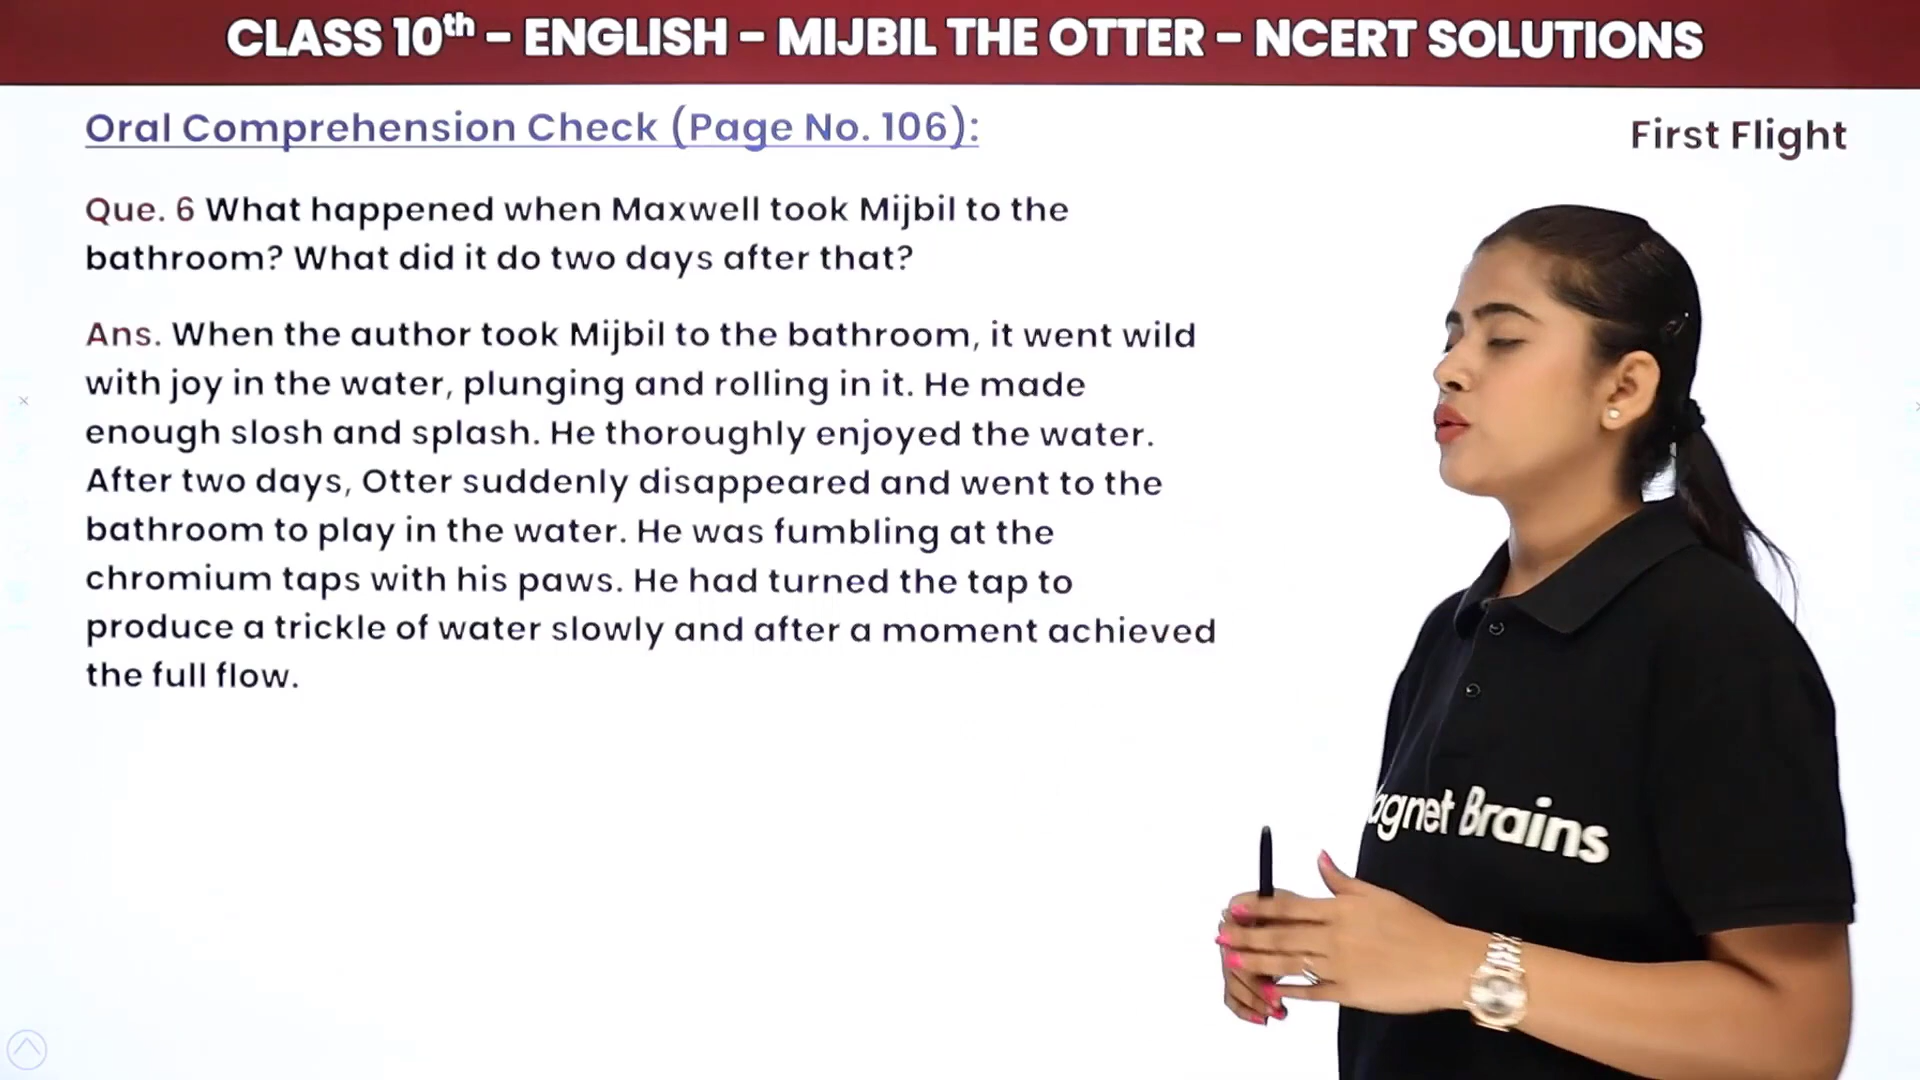 CLASS 10th - ENGLISH - MIJBIL THE OTTER - NCERT SOLUTIONS
Oral Comprehension Check (Page No. 106):
First Flight
Que. 6 What happened when Maxwell took Mijbil to the
bathroom? What did it do two days after that?
Ans. When the author took Mijbil to the bathroom, it went wild
with joy in the water, plunging and rolling in it. He made
enough slosh and splash. He thoroughly enjoyed the water.
After two days, Otter suddenly disappeared and went to the
bathroom to play in the water. He was fumbling at the
chromium taps with his paws. He had turned the tap to
produce a trickle of water slowly and after a moment achieved
the full flow.
agnet Brains